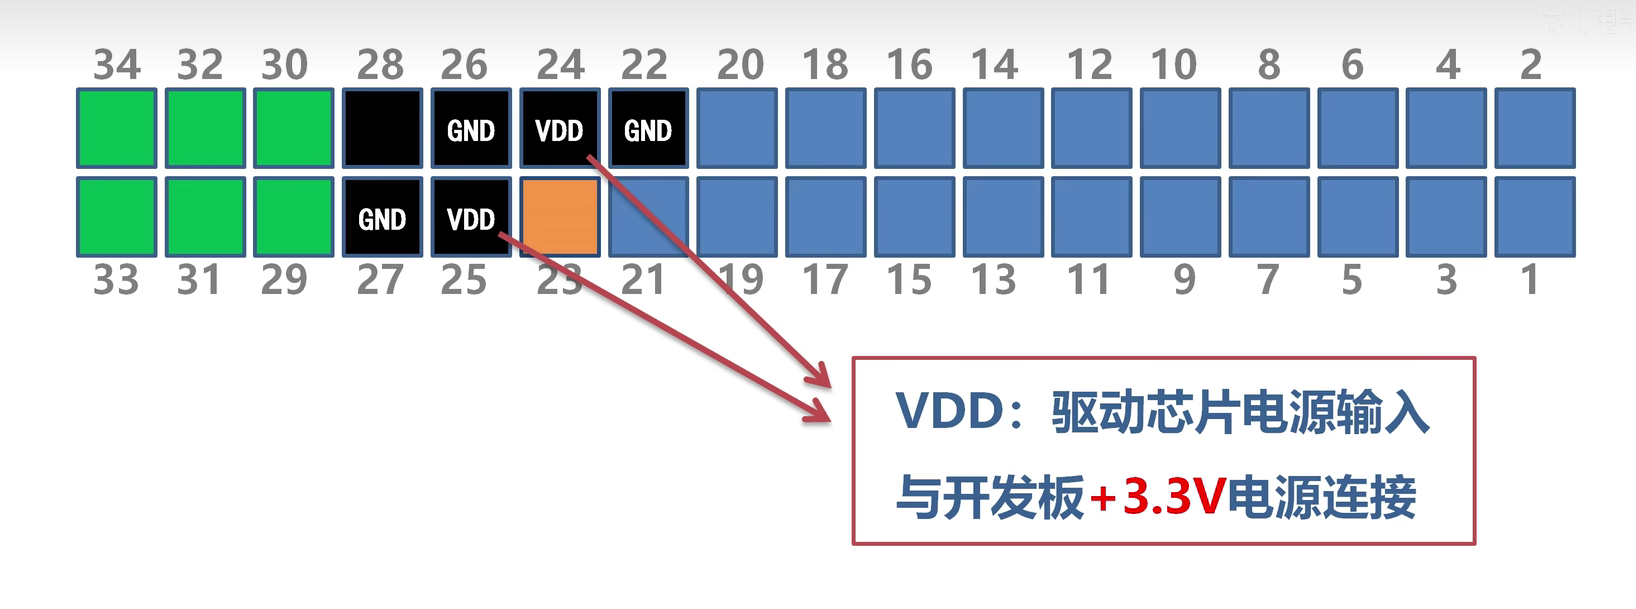 34 32 30 28 26 24 22 20 18 16 14 12 10 8 6 4 2
GND VDD GND
GND VDD
33 31 29 27 25 23 21 19 17 15 13 11 9 7 5 3 1
VDD：驱动芯片电源输入
与开发板+3.3V电源连接